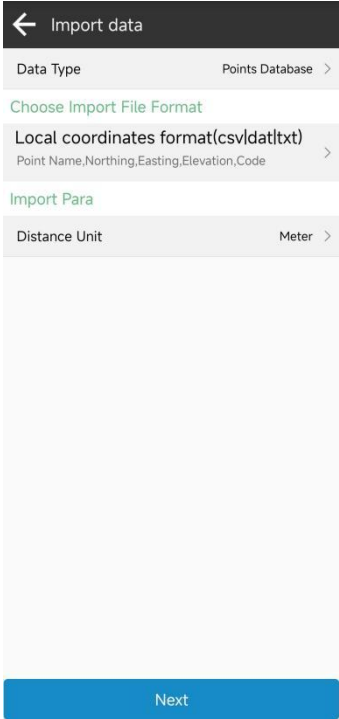 Import data
Data Type Points Database
Choose Import File Format
Local coordinates format(csv|dat|txt)
Point Name,Northing,Easting,Elevation,Code
Import Para
Distance Unit Meter
Next